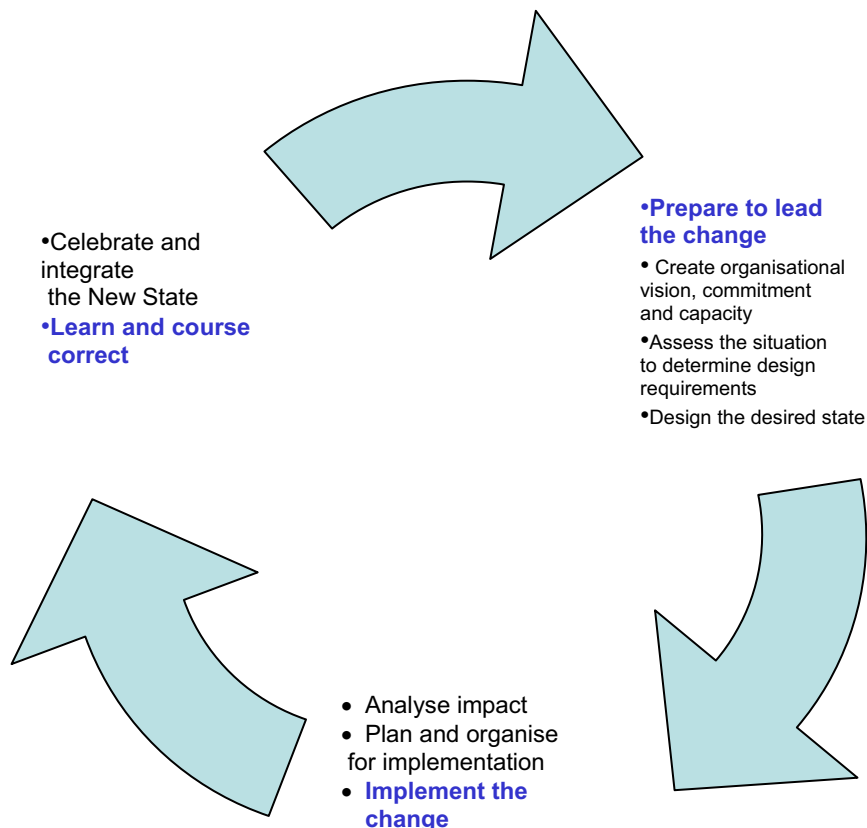 •Celebrate and
integrate
the New State
•Learn and course
correct
•Prepare to lead
the change
• Create organisational
vision, commitment
and capacity
•Assess the situation
to determine design
requirements
•Design the desired state
• Analyse impact
• Plan and organise
for implementation
• Implement the
change